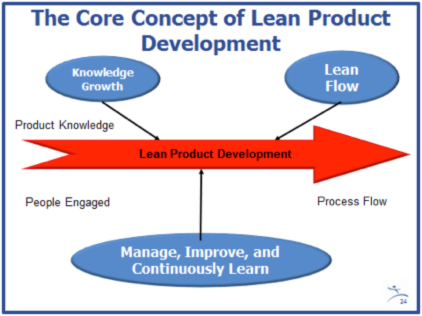 The Core Concept of Lean Product
Development
Knowledge
Growth
Lean
Flow
Product Knowledge
Lean Product Development
People Engaged
Process Flow
Manage, Improve, and
Continuously Learn
24